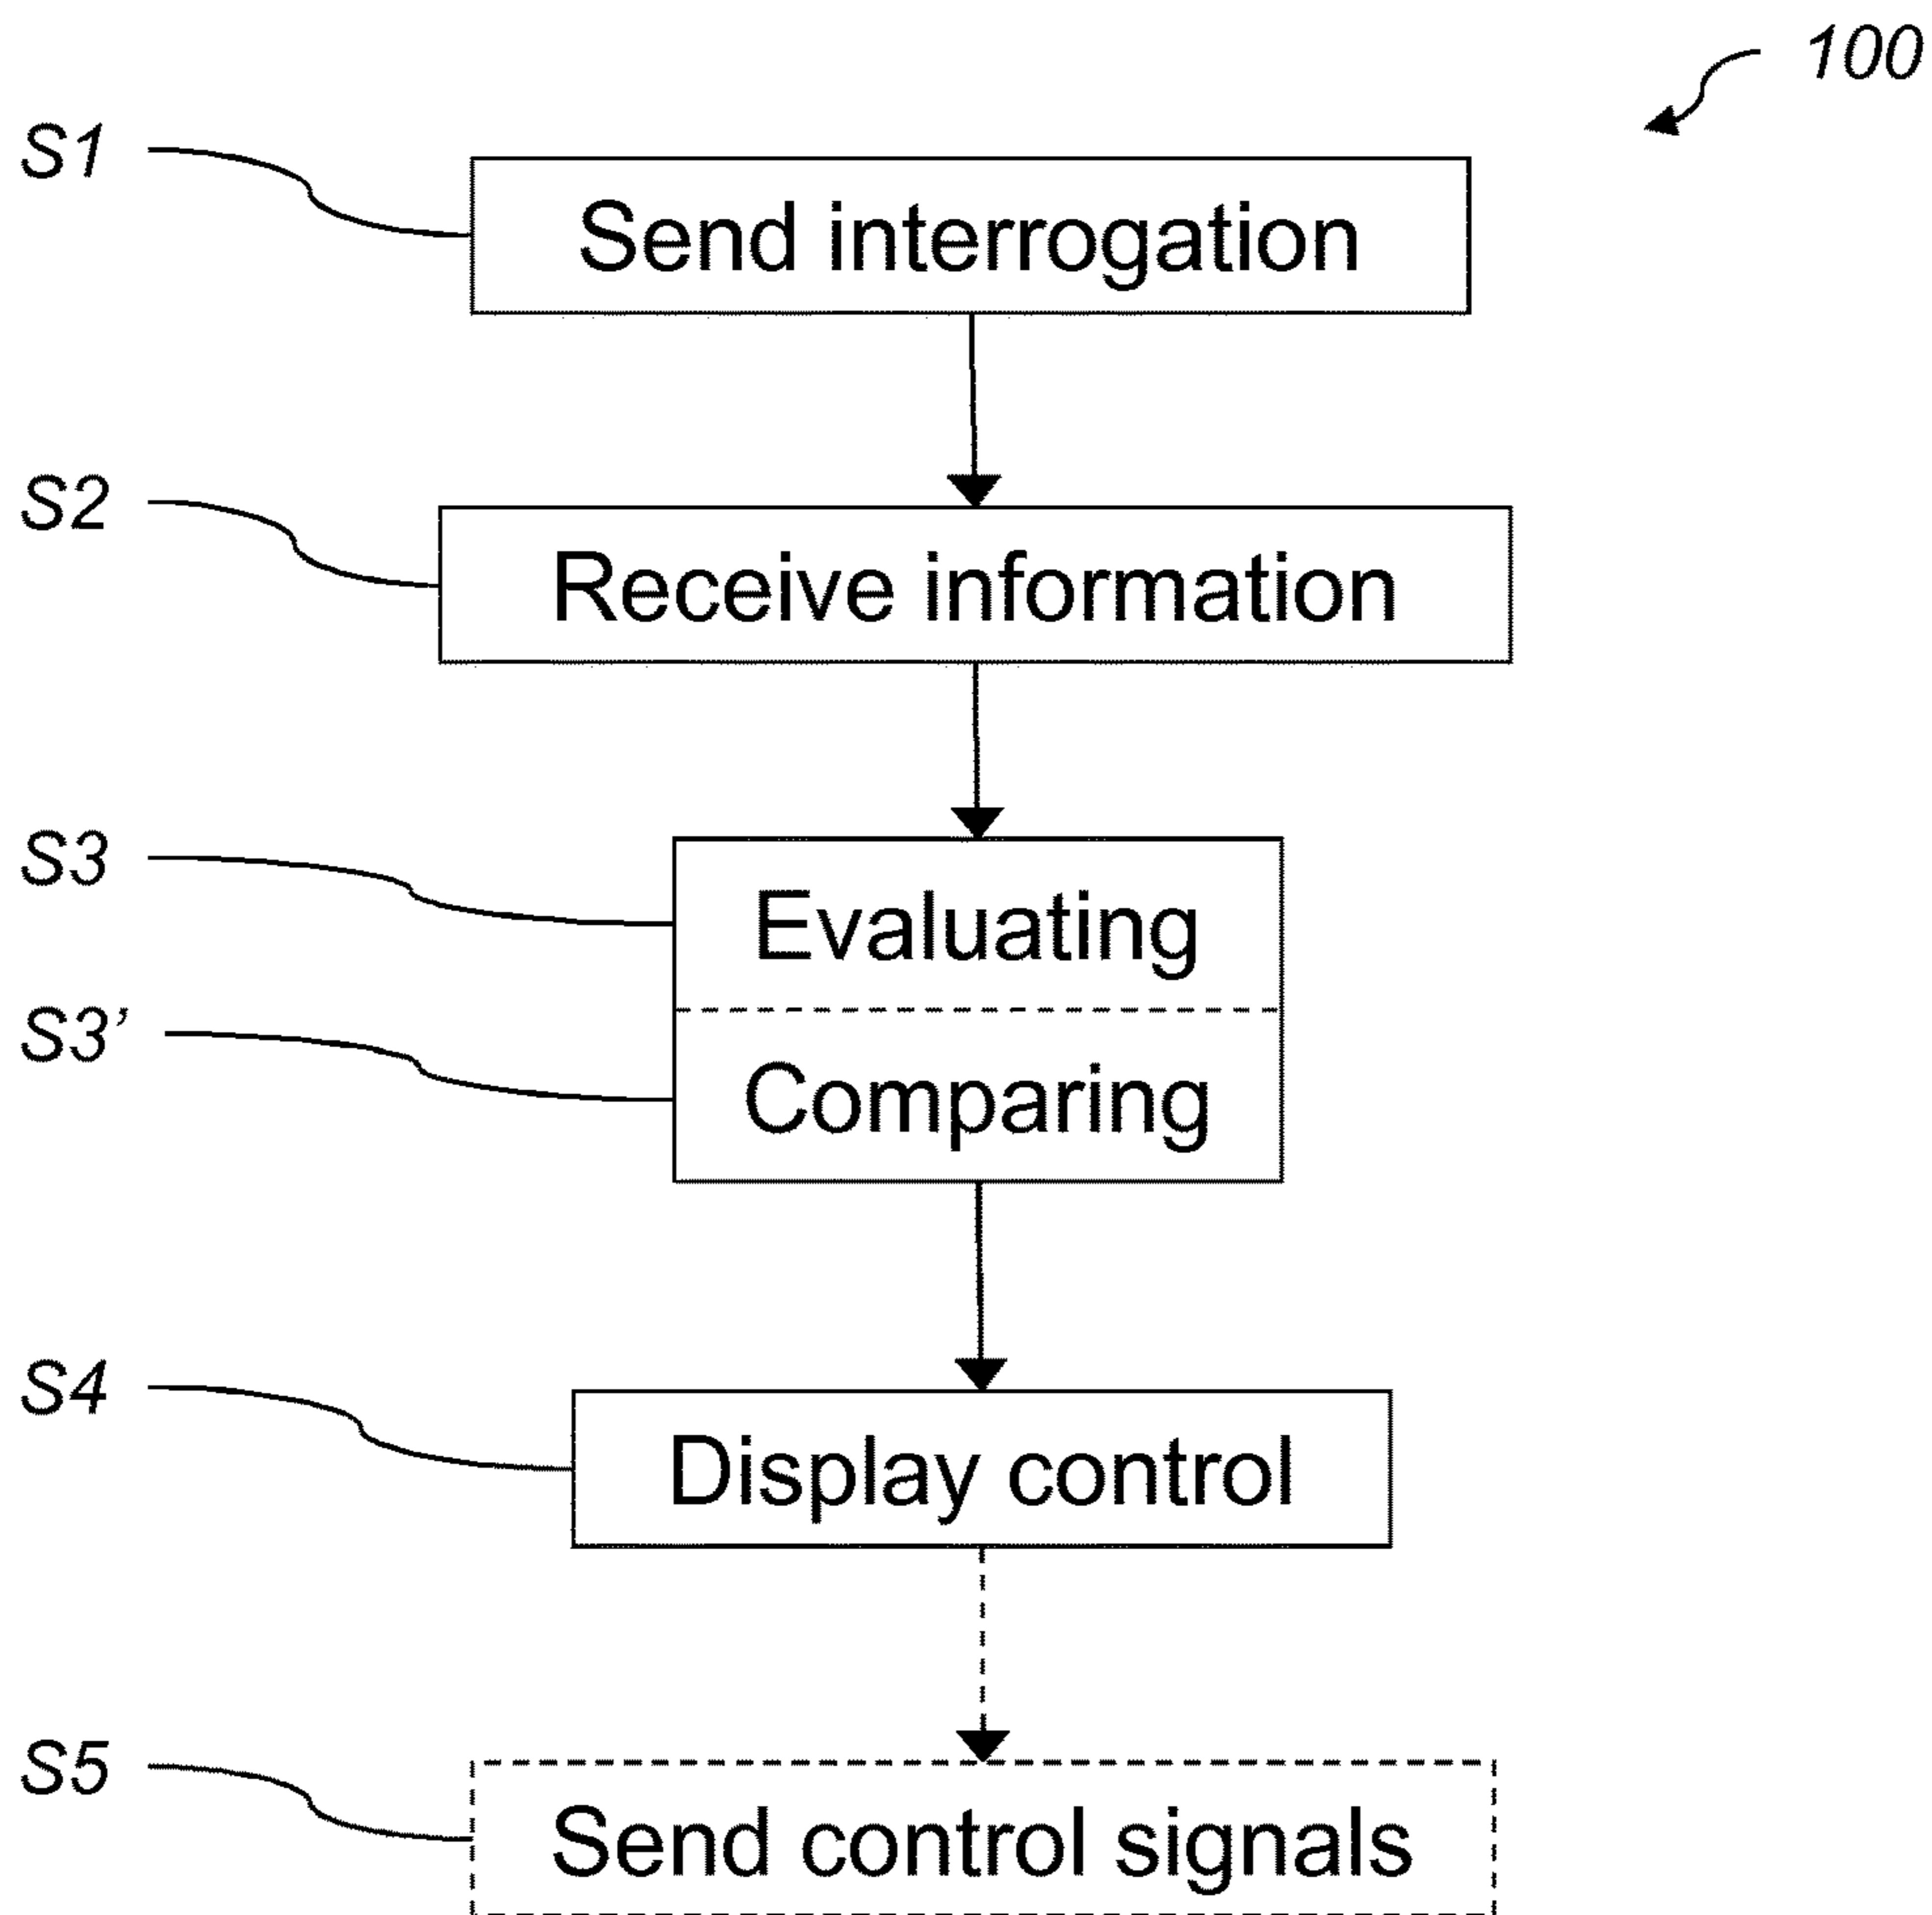 100
S1
Send interrogation
S2
Receive information
S3
Evaluating
S3’
Comparing
S4
Display control
S5
Send control signals